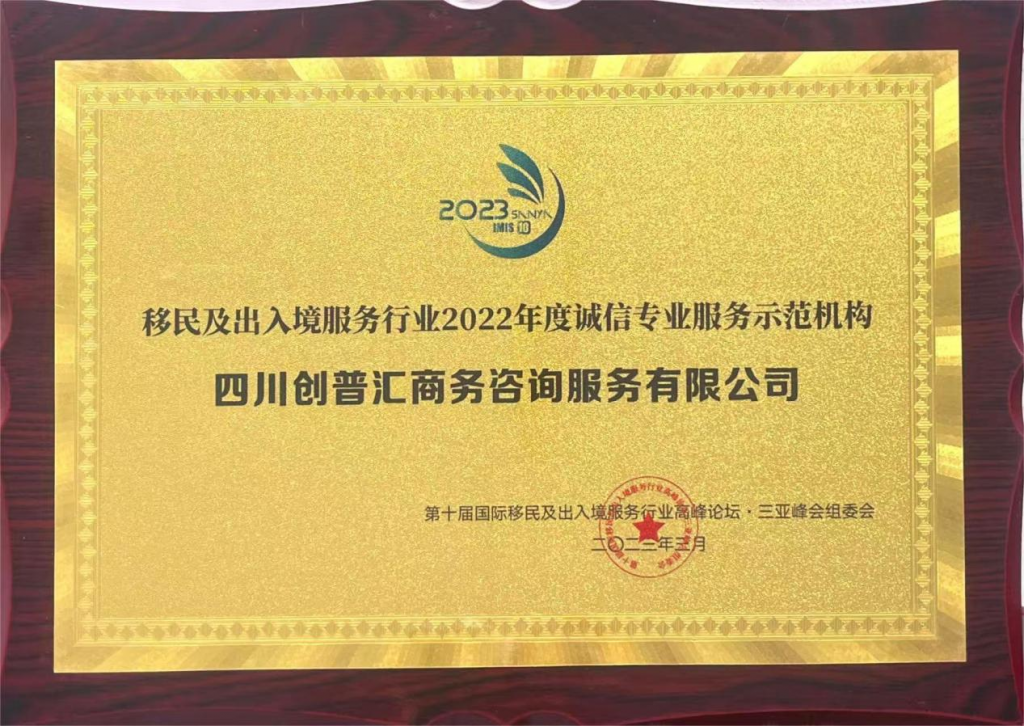 2023 SANYA
IMIS 10
移民及出入境服务行业2022年度诚信专业服务示范机构
四川创普汇商务咨询服务有限公司
第十届国际移民及出入境服务行业高峰论坛·三亚峰会组委会
二〇二三年三月